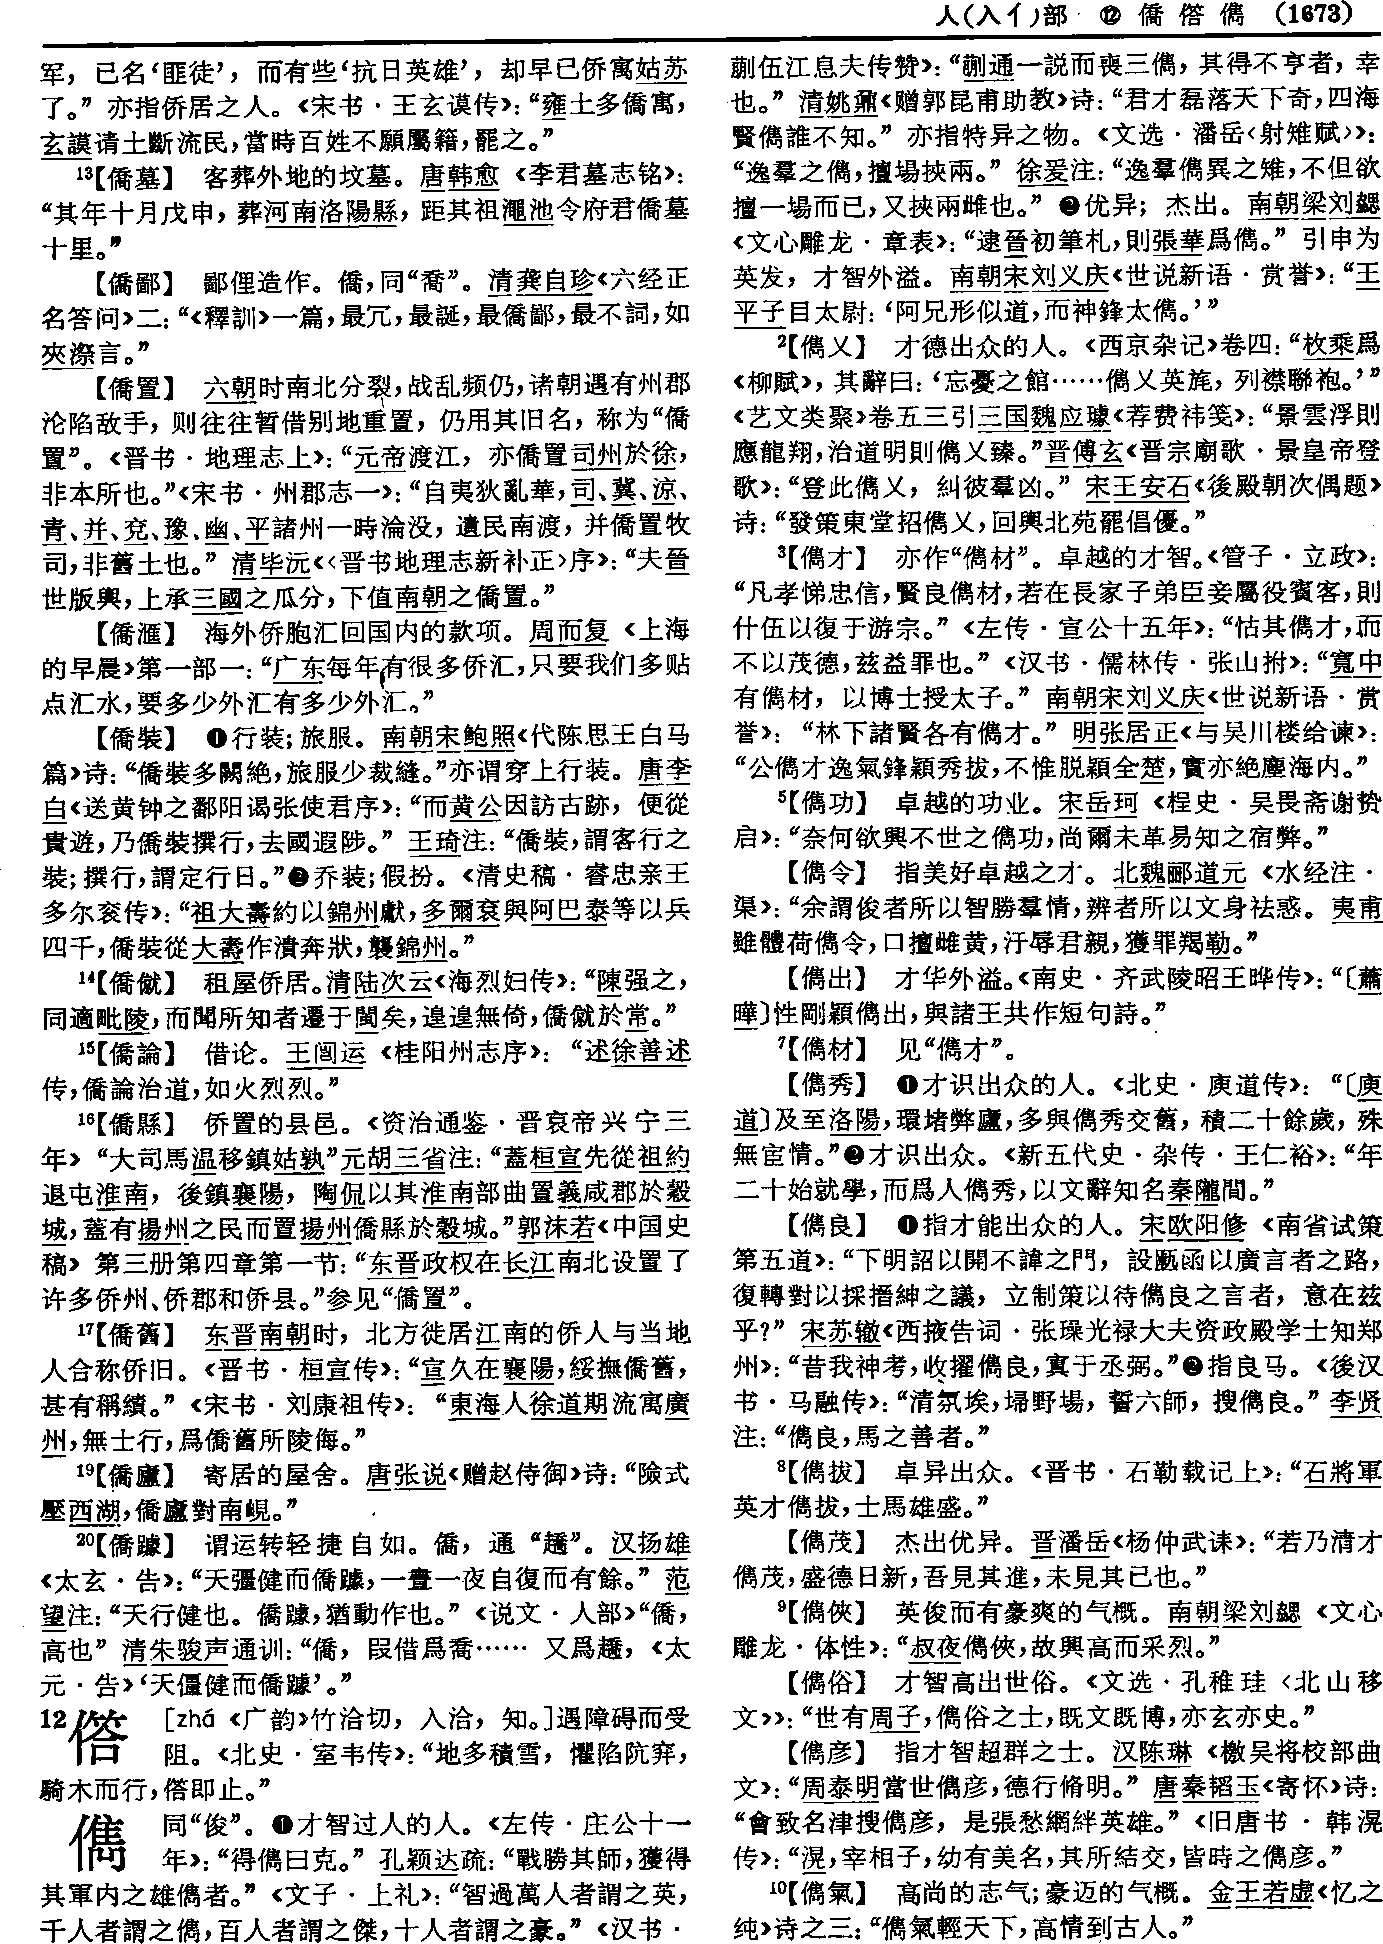 人(入亻)部 ⑫ 僑 㑵 儁 (1673)
军，已名‘匪徒’，而有些‘抗日英雄’，却早已侨寓姑苏
了。”亦指侨居之人。《宋书·王玄谟传》：“雍土多僑寓，
玄謨请土斷流民，當時百姓不願屬籍，罷之。”
13【僑墓】 客葬外地的坟墓。唐韩愈《李君墓志铭》：
“其年十月戊申，葬河南洛陽縣，距其祖澠池令府君僑墓
十里。”
【僑鄙】 鄙俚造作。僑，同“喬”。清龚自珍《六经正
名答问》二：“《釋訓》一篇，最冗，最誕，最僑鄙，最不詞，如
夾漈言。”
【僑置】 六朝时南北分裂，战乱频仍，诸朝遇有州郡
沦陷敌手，则往往暂借别地重置，仍用其旧名，称为“僑
置”。《晋书·地理志上》：“元帝渡江，亦僑置司州於徐，
非本所也。”《宋书·州郡志一》：“自夷狄亂華，司、冀、涼、
青、并、兗、豫、幽、平諸州一時淪没，遺民南渡，并僑置牧
司，非舊土也。”清毕沅《〈晋书地理志新补正〉序》：“夫晉
世版輿，上承三國之瓜分，下值南朝之僑置。”
【僑滙】 海外侨胞汇回国内的款项。周而复《上海
的早晨》第一部一：“广东每年有很多侨汇，只要我们多贴
点汇水，要多少外汇有多少外汇。”
【僑裝】 ❶行装；旅服。南朝宋鲍照《代陈思王白马
篇》诗：“僑裝多闕絶，旅服少裁縫。”亦谓穿上行装。唐李
白《送黄钟之鄱阳谒张使君序》：“而黄公因訪古跡，便從
貴遊，乃僑裝撰行，去國遐陟。”王琦注：“僑裝，謂客行之
裝；撰行，謂定行日。”❷乔装；假扮。《清史稿·睿忠亲王
多尔衮传》：“祖大壽約以錦州獻，多爾袞與阿巴泰等以兵
四千，僑裝從大壽作潰奔狀，襲錦州。”
14【僑僦】 租屋侨居。清陆次云《海烈妇传》：“陳强之，
同適毗陵，而聞所知者遷于閩矣，遑遑無倚，僑僦於常。”
15【僑論】 借论。王闿运《桂阳州志序》：“述徐善述
传，僑論治道，如火烈烈。”
16【僑縣】 侨置的县邑。《资治通鉴·晋哀帝兴宁三
年》“大司馬温移鎮姑孰”元胡三省注：“蓋桓宣先從祖約
退屯淮南，後鎮襄陽，陶侃以其淮南部曲置義成郡於穀
城，蓋有揚州之民而置揚州僑縣於穀城。”郭沫若《中国史
稿》第三册第四章第一节：“东晋政权在长江南北设置了
许多侨州、侨郡和侨县。”参见“僑置”。
17【僑舊】 东晋南朝时，北方徙居江南的侨人与当地
人合称侨旧。《晋书·桓宣传》：“宣久在襄陽，綏撫僑舊，
甚有稱績。”《宋书·刘康祖传》：“東海人徐道期流寓廣
州，無士行，爲僑舊所陵侮。”
19【僑廬】 寄居的屋舍。唐张说《赠赵侍御》诗：“險式
壓西湖，僑廬對南峴。”
20【僑躆】 谓运转轻捷自如。僑，通“趫”。汉扬雄
《太玄·告》：“天彊健而僑躆，一晝一夜自復而有餘。”范
望注：“天行健也。僑躆，猶動作也。”《说文·人部》“僑，
高也”清朱骏声通训：“僑，叚借爲喬……又爲趫，《太
元·告》‘天僵健而僑躆’。”
12㑵 [zhá《广韵》竹洽切，入洽，知。]遇障碍而受
阻。《北史·室韦传》：“地多積雪，懼陷阬穽，
騎木而行，㑵即止。”
儁 同“俊”。❶才智过人的人。《左传·庄公十一
年》：“得儁曰克。”孔颖达疏：“戰勝其師，獲得
其軍内之雄儁者。”《文子·上礼》：“智過萬人者謂之英，
千人者謂之儁，百人者謂之傑，十人者謂之豪。”《汉书·
蒯伍江息夫传赞》：“蒯通一説而喪三儁，其得不亨者，幸
也。”清姚鼐《赠郭昆甫助教》诗：“君才磊落天下奇，四海
賢儁誰不知。”亦指特异之物。《文选·潘岳〈射雉赋〉》：
“逸羣之儁，擅場挾兩。”徐爰注：“逸羣儁異之雉，不但欲
擅一場而已，又挾兩雌也。”❷优异；杰出。南朝梁刘勰
《文心雕龙·章表》：“逮晉初筆札，則張華爲儁。”引申为
英发，才智外溢。南朝宋刘义庆《世说新语·赏誉》：“王
平子目太尉：‘阿兄形似道，而神鋒太儁。’”
2【儁乂】 才德出众的人。《西京杂记》卷四：“枚乘爲
《柳賦》，其辭曰：‘忘憂之館……儁乂英旄，列襟聯袍。’”
《艺文类聚》卷五三引三国魏应璩《荐费祎笺》：“景雲浮則
應龍翔，治道明則儁乂臻。”晋傅玄《晋宗廟歌·景皇帝登
歌》：“登此儁乂，糾彼羣凶。”宋王安石《後殿朝次偶题》
诗：“發策東堂招儁乂，回輿北苑罷倡優。”
3【儁才】 亦作“儁材”。卓越的才智。《管子·立政》：
“凡孝悌忠信，賢良儁材，若在長家子弟臣妾屬役賓客，則
什伍以復于游宗。”《左传·宣公十五年》：“怙其儁才，而
不以茂德，兹益罪也。”《汉书·儒林传·张山拊》：“寬中
有儁材，以博士授太子。”南朝宋刘义庆《世说新语·赏
誉》：“林下諸賢各有儁才。”明张居正《与吴川楼给谏》：
“公儁才逸氣鋒穎秀拔，不惟脱穎全楚，實亦絶塵海内。”
5【儁功】 卓越的功业。宋岳珂《桯史·吴畏斋谢贽
启》：“奈何欲興不世之儁功，尚爾未革易知之宿弊。”
【儁令】 指美好卓越之才。北魏郦道元《水经注·
渠》：“余謂俊者所以智勝羣情，辨者所以文身祛惑。夷甫
雖體荷儁令，口擅雌黄，汙辱君親，獲罪羯勒。”
【儁出】 才华外溢。《南史·齐武陵昭王晔传》：“〔蕭
曄〕性剛穎儁出，與諸王共作短句詩。”
7【儁材】 见“儁才”。
【儁秀】 ❶才识出众的人。《北史·庾道传》：“〔庾
道〕及至洛陽，環堵弊廬，多與儁秀交舊，積二十餘歲，殊
無宦情。”❷才识出众。《新五代史·杂传·王仁裕》：“年
二十始就學，而爲人儁秀，以文辭知名秦隴間。”
【儁良】 ❶指才能出众的人。宋欧阳修《南省试策
第五道》：“下明詔以開不諱之門，設匭函以廣言者之路，
復轉對以採搢紳之議，立制策以待儁良之言者，意在兹
乎？”宋苏辙《西掖告词·张璪光禄大夫资政殿学士知郑
州》：“昔我神考，收擢儁良，寘于丞弼。”❷指良马。《後汉
书·马融传》：“清氛埃，埽野場，誓六師，搜儁良。”李贤
注：“儁良，馬之善者。”
8【儁拔】 卓异出众。《晋书·石勒载记上》：“石將軍
英才儁拔，士馬雄盛。”
【儁茂】 杰出优异。晋潘岳《杨仲武诔》：“若乃清才
儁茂，盛德日新，吾見其進，未見其已也。”
9【儁俠】 英俊而有豪爽的气概。南朝梁刘勰《文心
雕龙·体性》：“叔夜儁俠，故興高而采烈。”
【儁俗】 才智高出世俗。《文选·孔稚珪〈北山移
文〉》：“世有周子，儁俗之士，既文既博，亦玄亦史。”
【儁彦】 指才智超群之士。汉陈琳《檄吴将校部曲
文》：“周泰明當世儁彦，德行脩明。”唐秦韬玉《寄怀》诗：
“會致名津搜儁彦，是張愁網絆英雄。”《旧唐书·韩滉
传》：“滉，宰相子，幼有美名，其所結交，皆時之儁彦。”
10【儁氣】 高尚的志气；豪迈的气概。金王若虚《忆之
纯》诗之三：“儁氣輕天下，高情到古人。”